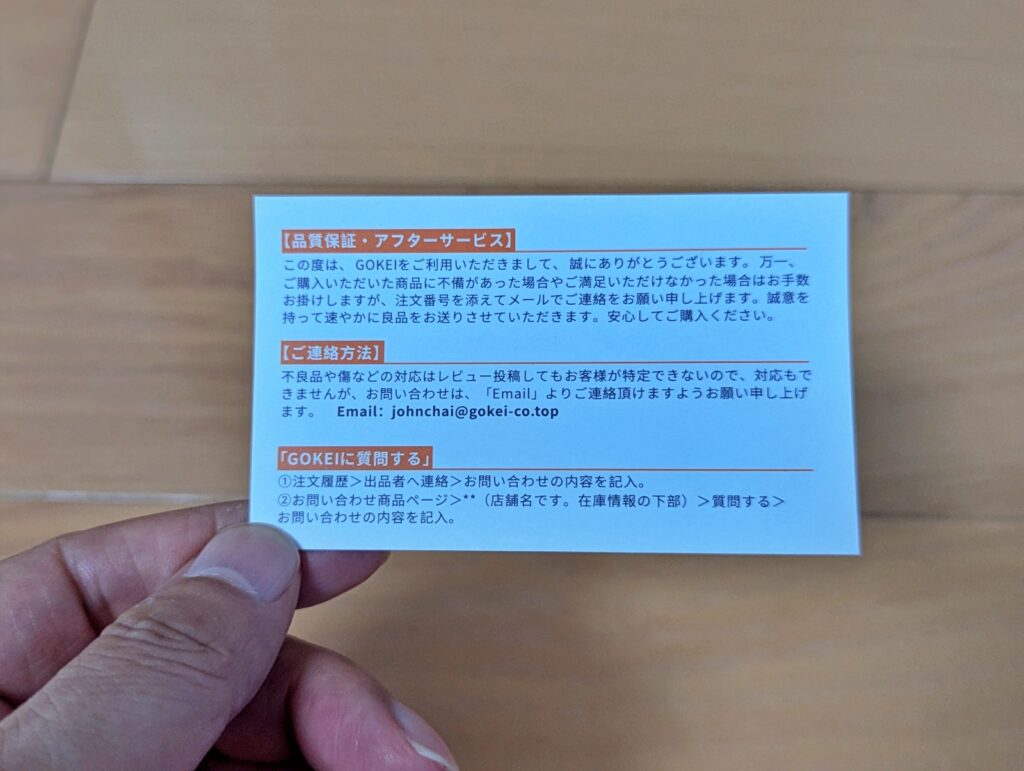 【品質保証・アフターサービス】
この度は、GOKEIをご利用いただきまして、誠にありがとうございます。万一、
ご購入いただいた商品に不備があった場合やご満足いただけなかった場合はお手数
お掛けしますが、注文番号を添えてメールでご連絡をお願い申し上げます。誠意を
持って速やかに良品をお送りさせていただきます。安心してご購入ください。
【ご連絡方法】
不良品や傷などの対応はレビュー投稿してもお客様が特定できないので、対応もで
きませんが、お問い合わせは、「Email」よりご連絡頂けますようお願い申し上げ
ます。 Email：johnchai@gokei-co.top
「GOKEIに質問する」
①注文履歴＞出品者へ連絡＞お問い合わせの内容を記入。
②お問い合わせ商品ページ＞**（店舗名です。在庫情報の下部）＞質問する＞
お問い合わせの内容を記入。